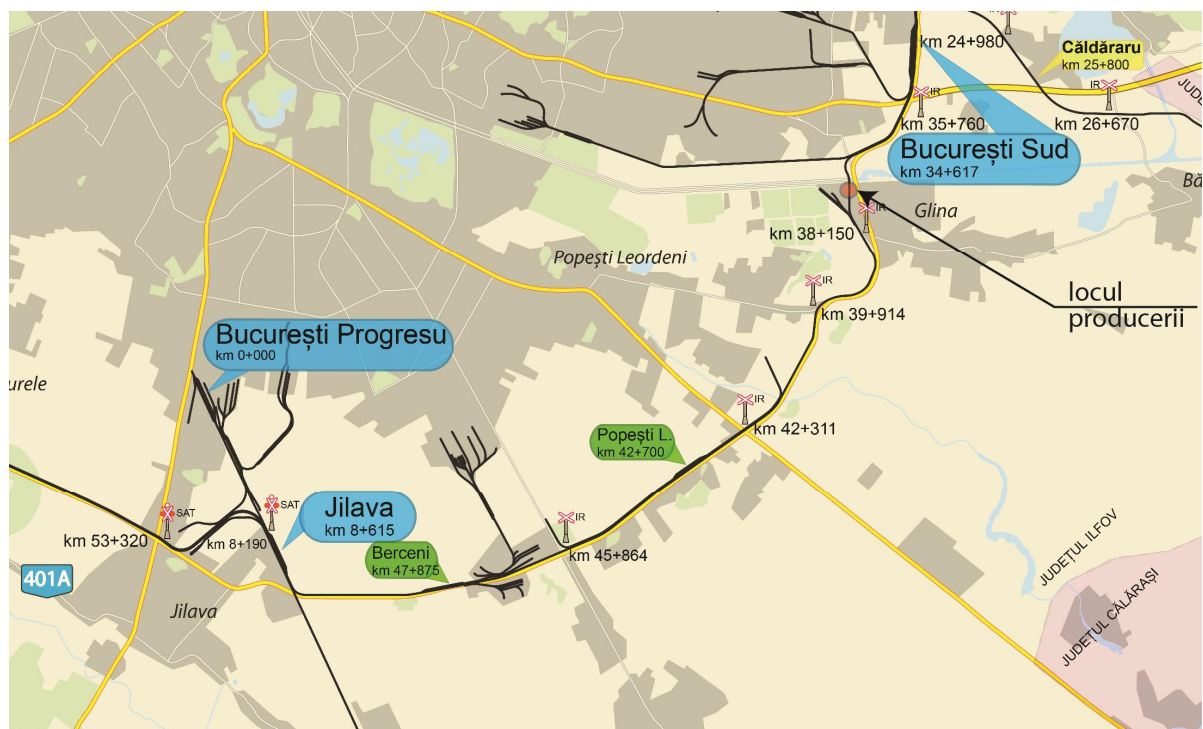 km 24+980
Căldăraru
km 25+800
IR
IR
JUDEȚ
km 35+760
km 26+670
București Sud
km 34+617
Bă
IR
Glina
km 38+150
Popești Leordeni
IR
locul
producerii
km 39+914
București Progresu
km 0+000
urele
IR
km 42+311
Popești L.
km 42+700
SAT
SAT
Jilava
km 8+615
IR
km 53+320
km 8+190
km 45+864
Berceni
km 47+875
401A
Jilava
JUDEȚUL ILFOV
JUDEȚUL CĂLĂRAȘI